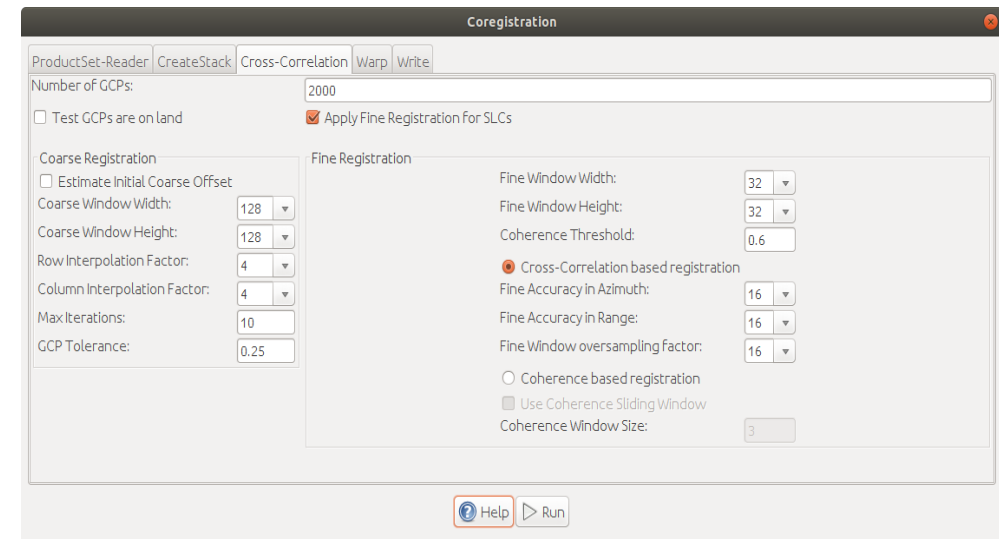 Coregistration
ProductSet-Reader CreateStack Cross-Correlation Warp Write
Number of GCPs: 2000
Test GCPs are on land Apply Fine Registration for SLCs
Coarse Registration
Estimate Initial Coarse Offset
Coarse Window Width: 128
Coarse Window Height: 128
Row Interpolation Factor: 4
Column Interpolation Factor: 4
Max Iterations: 10
GCP Tolerance: 0.25
Fine Registration
Fine Window Width: 32
Fine Window Height: 32
Coherence Threshold: 0.6
Cross-Correlation based registration
Fine Accuracy in Azimuth: 16
Fine Accuracy in Range: 16
Fine Window oversampling factor: 16
Coherence based registration
Use Coherence Sliding Window
Coherence Window Size: 3
Help Run